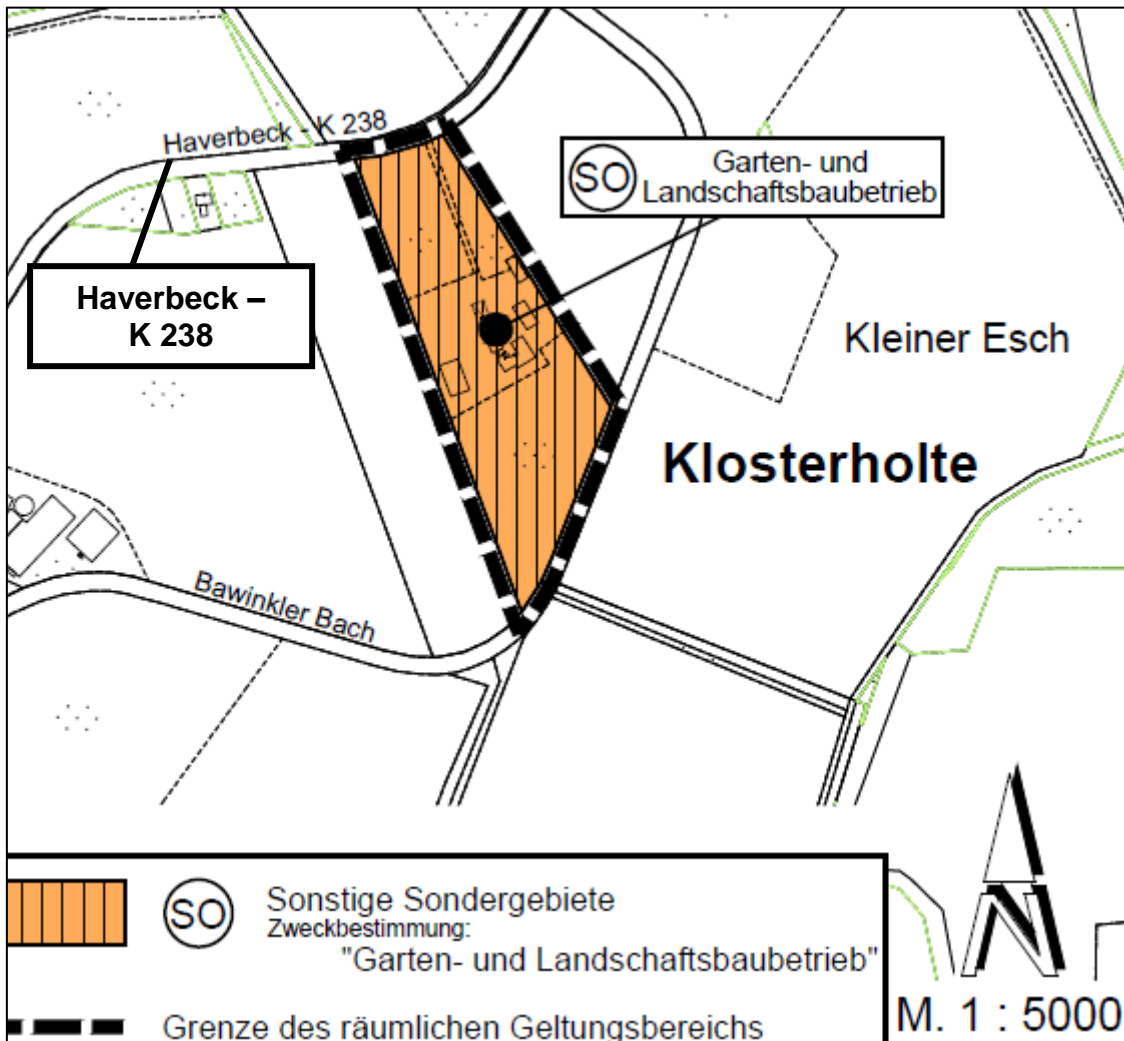 Haverbeck - K 238
SO
Garten- und
Landschaftsbaubetrieb
Haverbeck –
K 238
Kleiner Esch
Klosterholte
Bawinkler Bach
SO
Sonstige Sondergebiete
Zweckbestimmung:
"Garten- und Landschaftsbaubetrieb"
Grenze des räumlichen Geltungsbereichs
N
M. 1 : 5000